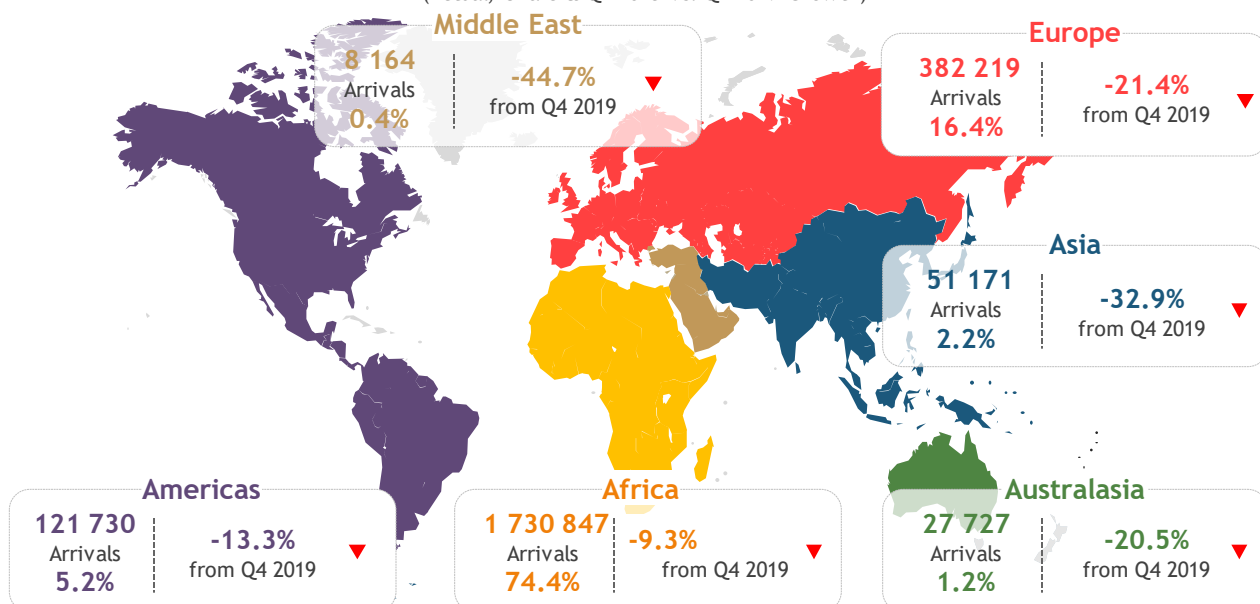 Middle East
8 164
Arrivals
0.4%
-44.7%
from Q4 2019
Europe
382 219
Arrivals
16.4%
-21.4%
from Q4 2019
Asia
51 171
Arrivals
2.2%
-32.9%
from Q4 2019
Americas
121 730
Arrivals
5.2%
-13.3%
from Q4 2019
Africa
1 730 847
Arrivals
74.4%
-9.3%
from Q4 2019
Australasia
27 727
Arrivals
1.2%
-20.5%
from Q4 2019